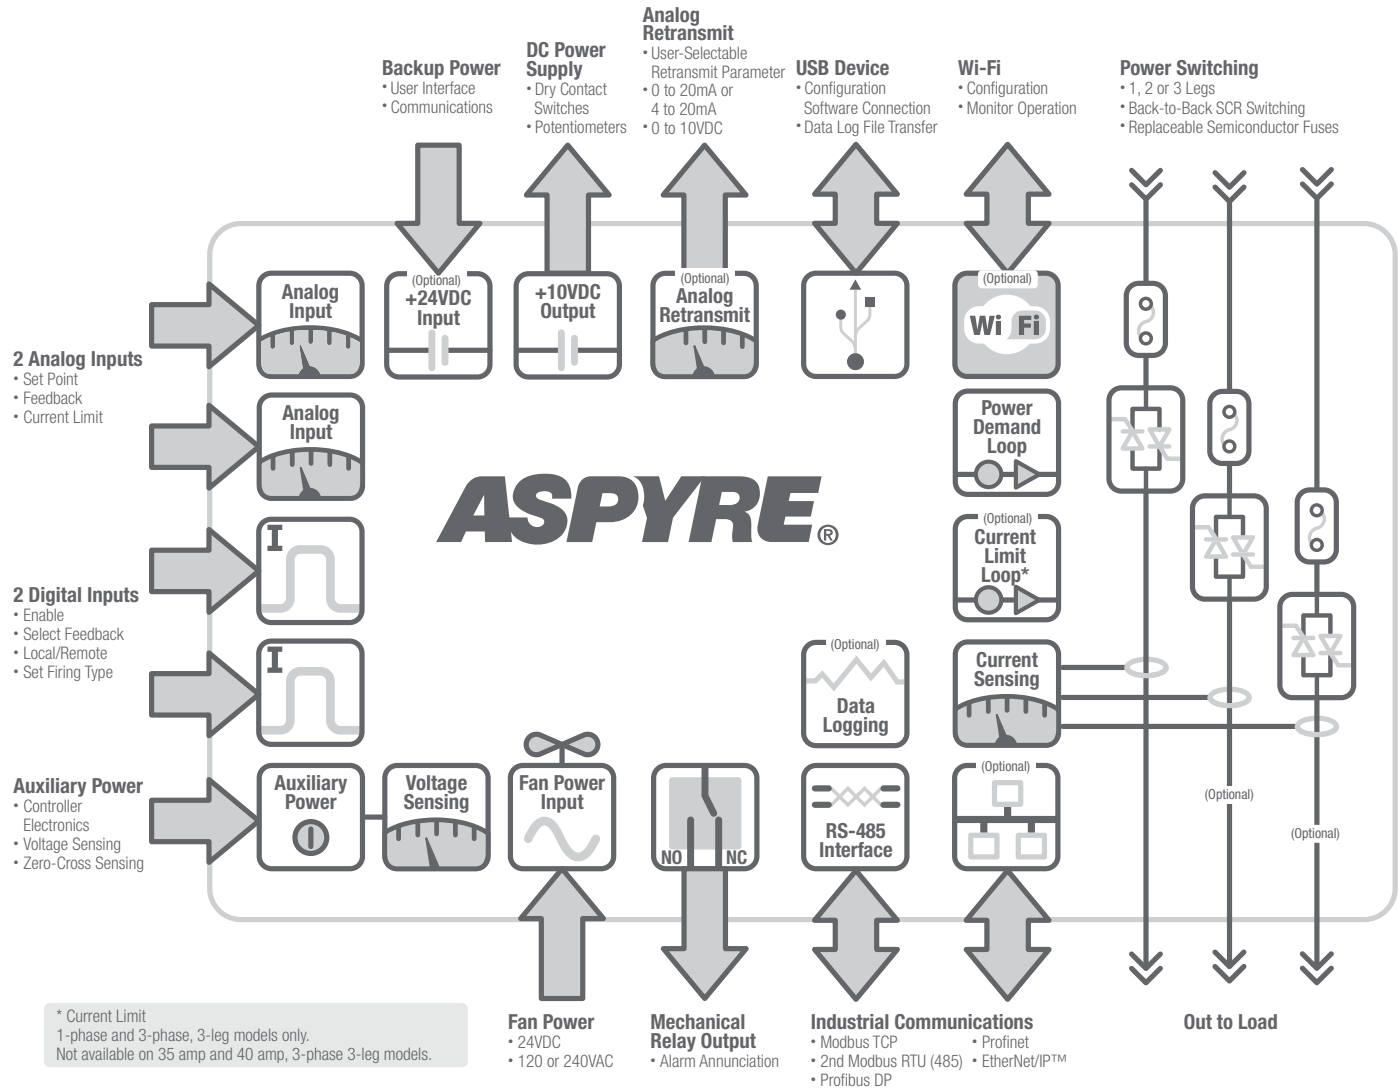 Analog
Retransmit
• User-Selectable
Retransmit Parameter
• 0 to 20mA or
4 to 20mA
• 0 to 10VDC
Backup Power
• User Interface
• Communications
DC Power
Supply
• Dry Contact
Switches
• Potentiometers
USB Device
• Configuration
Software Connection
• Data Log File Transfer
Wi-Fi
• Configuration
• Monitor Operation
Power Switching
• 1, 2 or 3 Legs
• Back-to-Back SCR Switching
• Replaceable Semiconductor Fuses
2 Analog Inputs
• Set Point
• Feedback
• Current Limit
Analog
Input
(Optional)
+24VDC
Input
+10VDC
Output
(Optional)
Analog
Retransmit
(Optional)
Wi Fi
Analog
Input
Power
Demand
Loop
ASPYRE®
(Optional)
Current
Limit
Loop*
2 Digital Inputs
• Enable
• Select Feedback
• Local/Remote
• Set Firing Type
I
I
(Optional)
Data
Logging
Current
Sensing
Auxiliary Power
• Controller
Electronics
• Voltage Sensing
• Zero-Cross Sensing
Auxiliary
Power
Voltage
Sensing
Fan Power
Input
NO NC
RS-485
Interface
(Optional)
(Optional)
(Optional)
* Current Limit
1-phase and 3-phase, 3-leg models only.
Not available on 35 amp and 40 amp, 3-phase 3-leg models.
Fan Power
• 24VDC
• 120 or 240VAC
Mechanical
Relay Output
• Alarm Annunciation
Industrial Communications
• Modbus TCP
• 2nd Modbus RTU (485)
• Profibus DP
• Profinet
• EtherNet/IP™
Out to Load